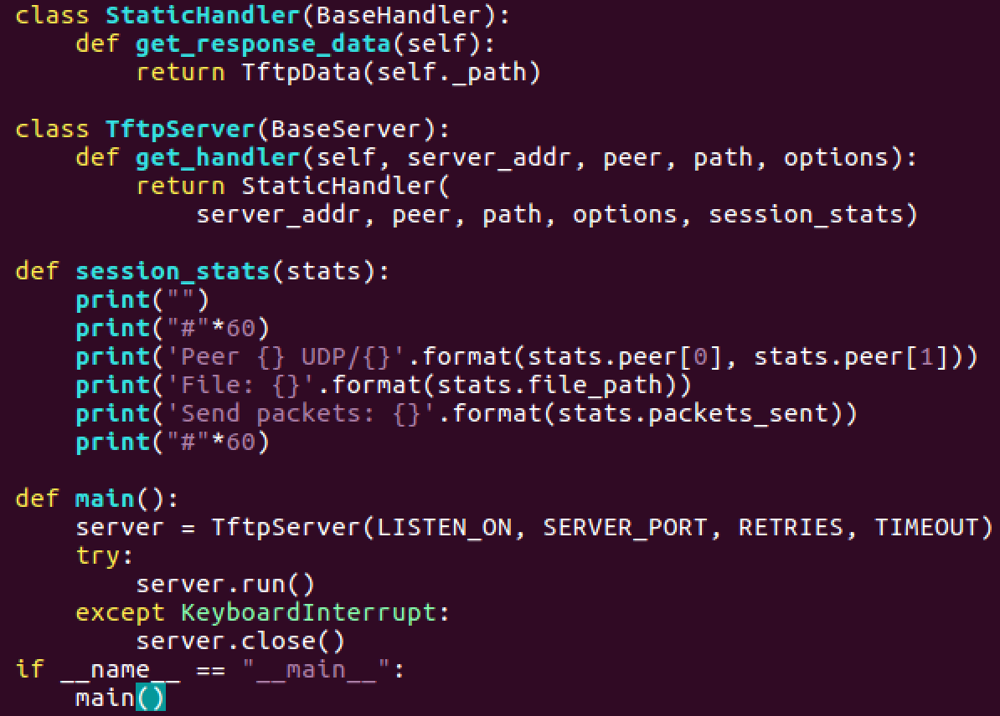 class StaticHandler(BaseHandler):
    def get_response_data(self):
        return TftpData(self._path)

class TftpServer(BaseServer):
    def get_handler(self, server_addr, peer, path, options):
        return StaticHandler(
            server_addr, peer, path, options, session_stats)

def session_stats(stats):
    print("")
    print("#"*60)
    print('Peer {} UDP/{}'.format(stats.peer[0], stats.peer[1]))
    print('File: {}'.format(stats.file_path))
    print('Send packets: {}'.format(stats.packets_sent))
    print("#"*60)

def main():
    server = TftpServer(LISTEN_ON, SERVER_PORT, RETRIES, TIMEOUT)
    try:
        server.run()
    except KeyboardInterrupt:
        server.close()
if __name__ == "__main__":
    main()